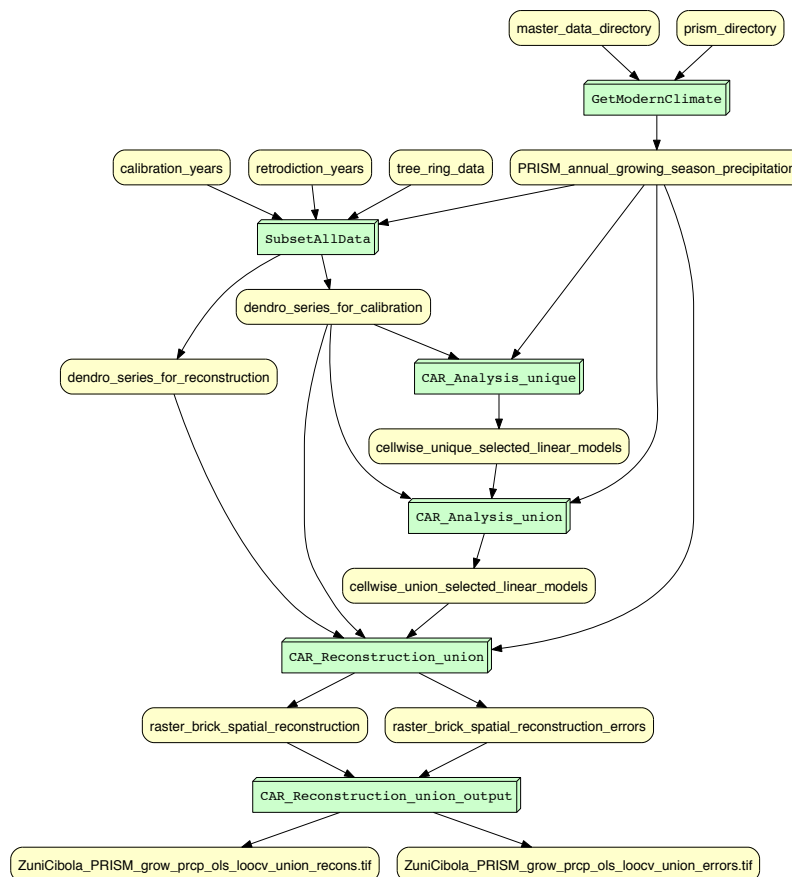 master_data_directory
prism_directory
GetModernClimate
calibration_years
retrodiction_years
tree_ring_data
PRISM_annual_growing_season_precipitation
SubsetAllData
dendro_series_for_calibration
dendro_series_for_reconstruction
CAR_Analysis_unique
cellwise_unique_selected_linear_models
CAR_Analysis_union
cellwise_union_selected_linear_models
CAR_Reconstruction_union
raster_brick_spatial_reconstruction
raster_brick_spatial_reconstruction_errors
CAR_Reconstruction_union_output
ZuniCibola_PRISM_grow_prcp_ols_loocv_union_recons.tif
ZuniCibola_PRISM_grow_prcp_ols_loocv_union_errors.tif